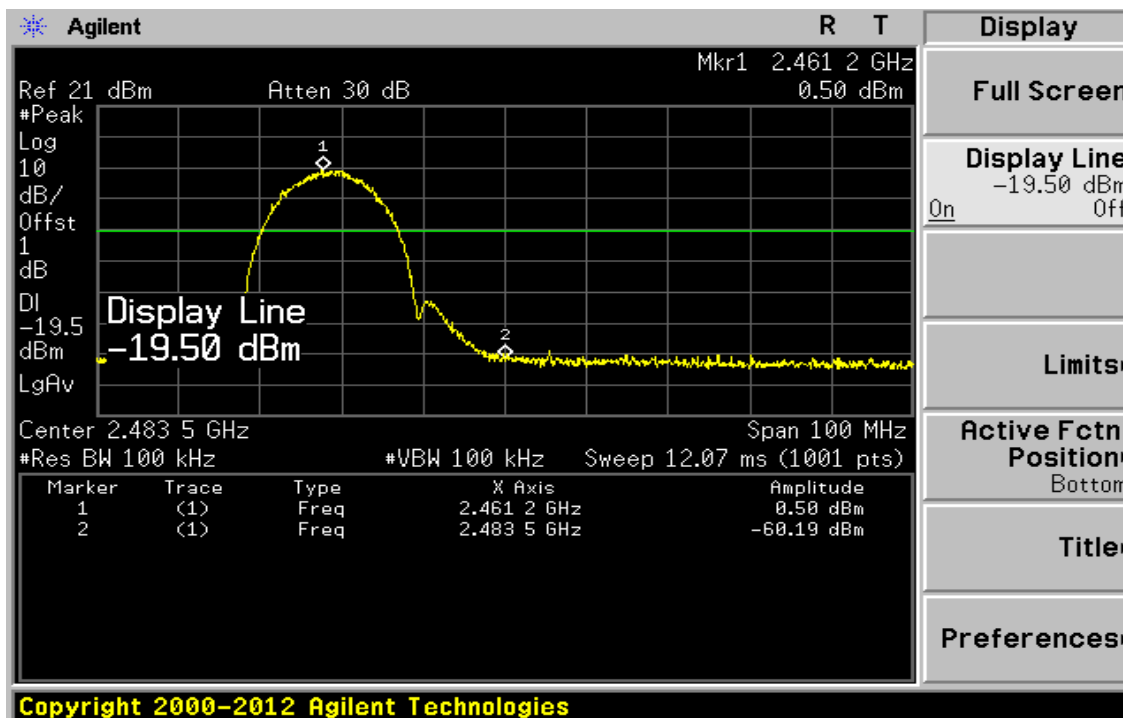 Agilent R T
Mkr1 2.461 2 GHz
Ref 21 dBm Atten 30 dB 0.50 dBm
#Peak
Log
10
dB/
Offst
1
dB
DI
-19.5
dBm
LgAv
1
2
Display Line
-19.50 dBm
Center 2.483 5 GHz Span 100 MHz
#Res BW 100 kHz #VBW 100 kHz Sweep 12.07 ms (1001 pts)
Marker Trace Type X Axis Amplitude
1 (1) Freq 2.461 2 GHz 0.50 dBm
2 (1) Freq 2.483 5 GHz -60.19 dBm
Copyright 2000-2012 Agilent Technologies
Display
Full Screen
Display Line
-19.50 dBm
On Off
Limits
Active Fctn
Position
Bottom
Title
Preferences